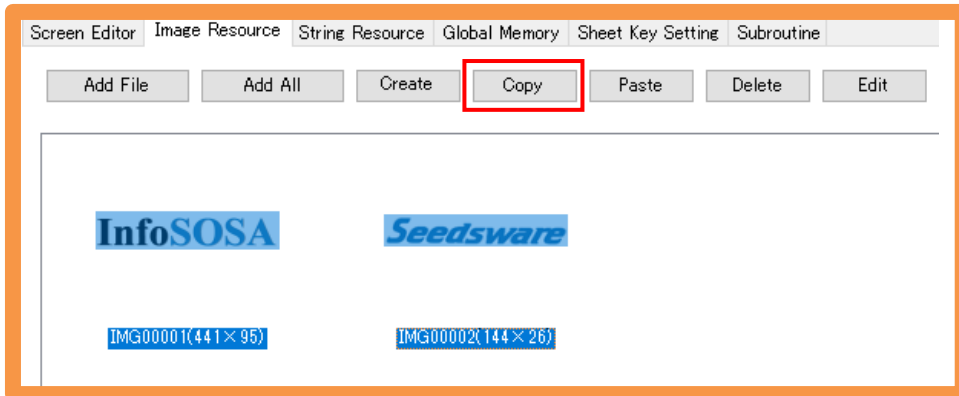 Screen Editor Image Resource String Resource Global Memory Sheet Key Setting Subroutine
Add File Add All Create Copy Paste Delete Edit
InfoSOSA Seedsware
IMG00001(441×95) IMG00002(144×26)